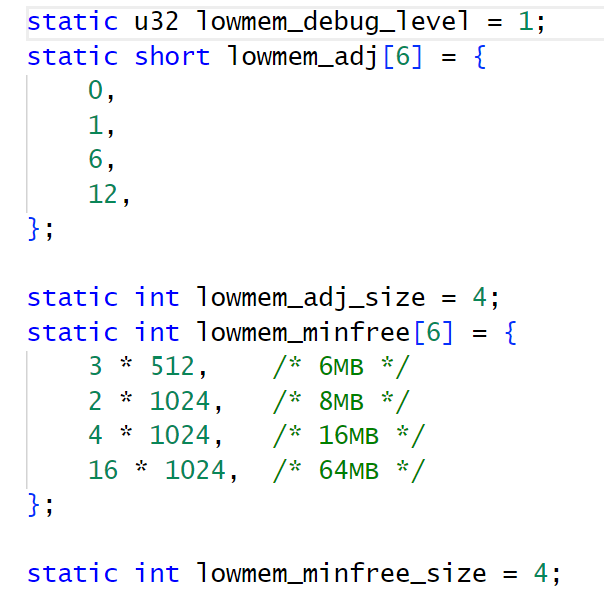 static u32 lowmem_debug_level = 1;
static short lowmem_adj[6] = {
    0,
    1,
    6,
    12,
};

static int lowmem_adj_size = 4;
static int lowmem_minfree[6] = {
    3 * 512,    /* 6MB */
    2 * 1024,   /* 8MB */
    4 * 1024,   /* 16MB */
    16 * 1024,  /* 64MB */
};

static int lowmem_minfree_size = 4;